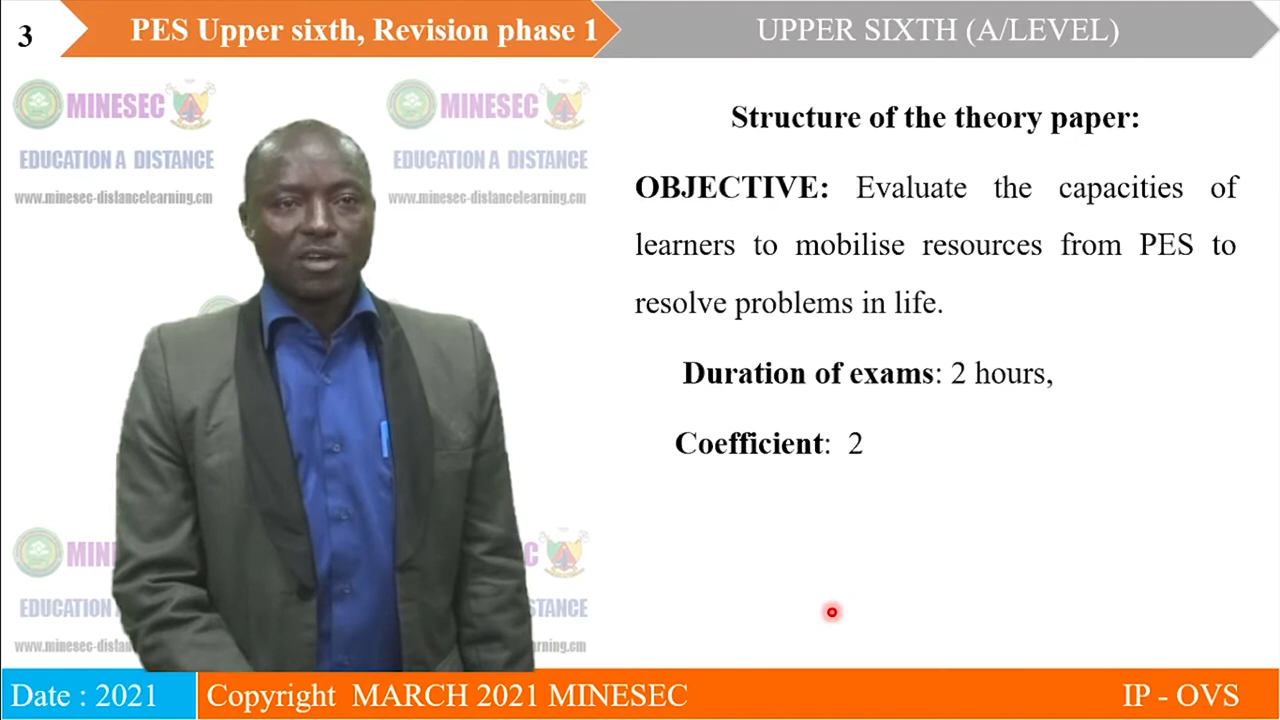 3
PES Upper sixth, Revision phase 1
UPPER SIXTH (A/LEVEL)
MINESEC
EDUCATION A DISTANCE
www.minesec-distancelearning.cm
MINESEC
EDUCATION A DISTANCE
www.minesec-distancelearning.cm
Structure of the theory paper:
OBJECTIVE: Evaluate the capacities of
learners to mobilise resources from PES to
resolve problems in life.
Duration of exams: 2 hours,
Coefficient: 2
Date : 2021
Copyright MARCH 2021 MINESEC
IP - OVS